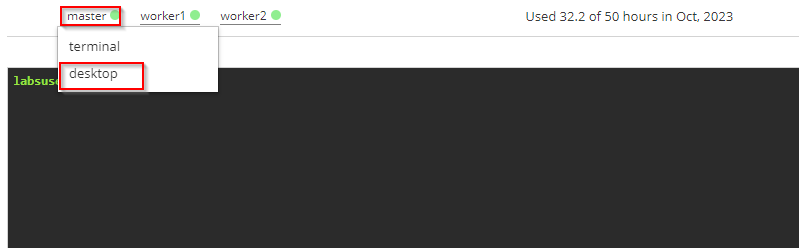 master worker1 worker2 Used 32.2 of 50 hours in Oct, 2023
terminal
desktop